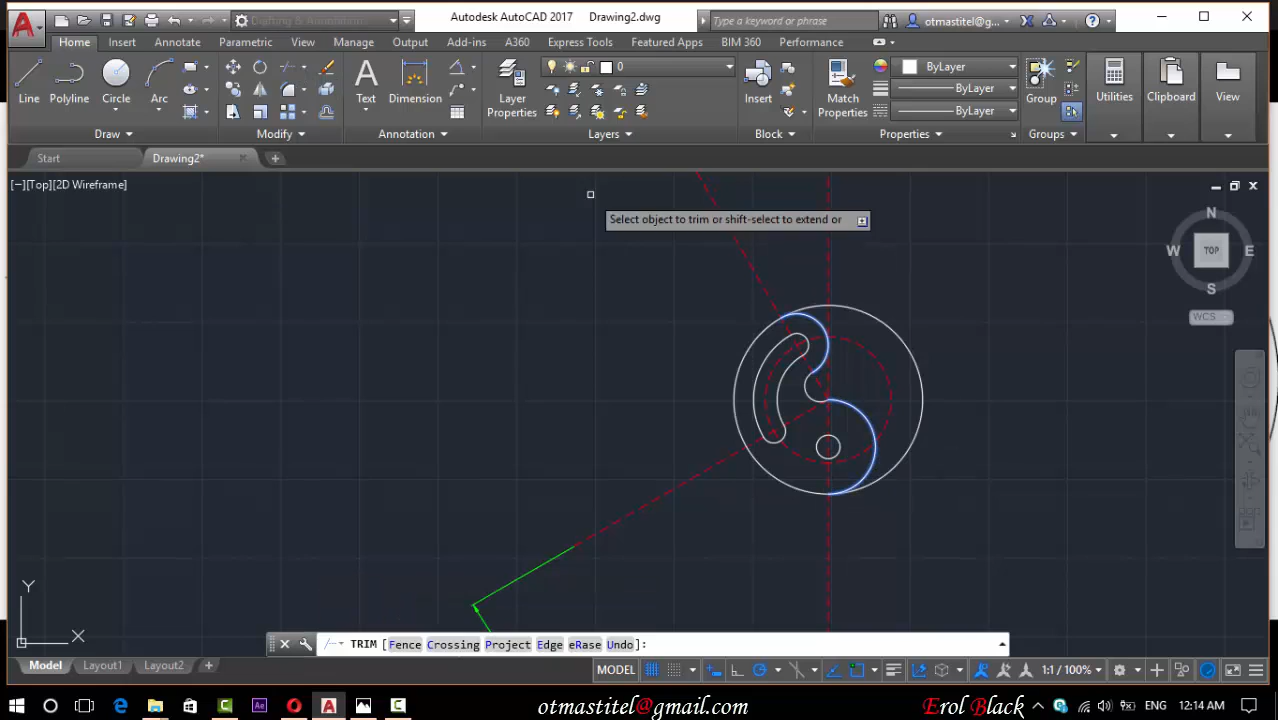 Drafting & Annotation
Autodesk AutoCAD 2017 Drawing2.dwg
Type a keyword or phrase
otmastitel@g...
Home Insert Annotate Parametric View Manage Output Add-ins A360 Express Tools Featured Apps BIM 360 Performance
Line Polyline Circle Arc
Text Dimension
Layer
Properties
0
Insert
Match
Properties
ByLayer
ByLayer
ByLayer
Group Utilities Clipboard View
Draw Modify Annotation Layers Block Properties Groups
Start Drawing2*
[−][Top][2D Wireframe]
Select object to trim or shift-select to extend or
N
W TOP E
S
WCS
Y
X
TRIM [Fence Crossing Project Edge eRase Undo]:
Model Layout1 Layout2
MODEL 1:1 / 100%
otmastitel@gmail.com
Erol Black
ENG 12:14 AM